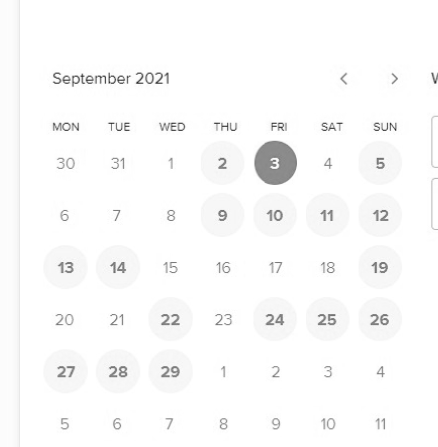 September 2021 < > W
MON TUE WED THU FRI SAT SUN
30 31 1 2 3 4 5
6 7 8 9 10 11 12
13 14 15 16 17 18 19
20 21 22 23 24 25 26
27 28 29 1 2 3 4
5 6 7 8 9 10 11